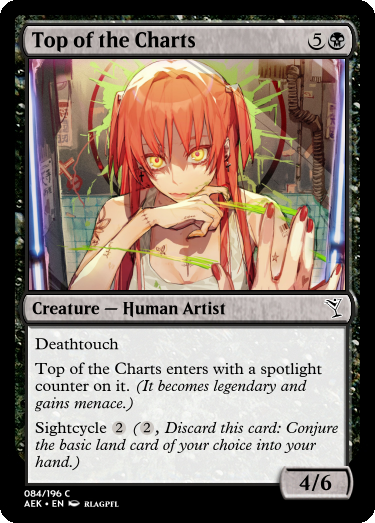 Top of the Charts 5
Creature — Human Artist
Deathtouch
Top of the Charts enters with a spotlight
counter on it. (It becomes legendary and
gains menace.)
Sightcycle 2 (2, Discard this card: Conjure
the basic land card of your choice into your
hand.)
4/6
084/196 C
AEK • EN RLAGPFL